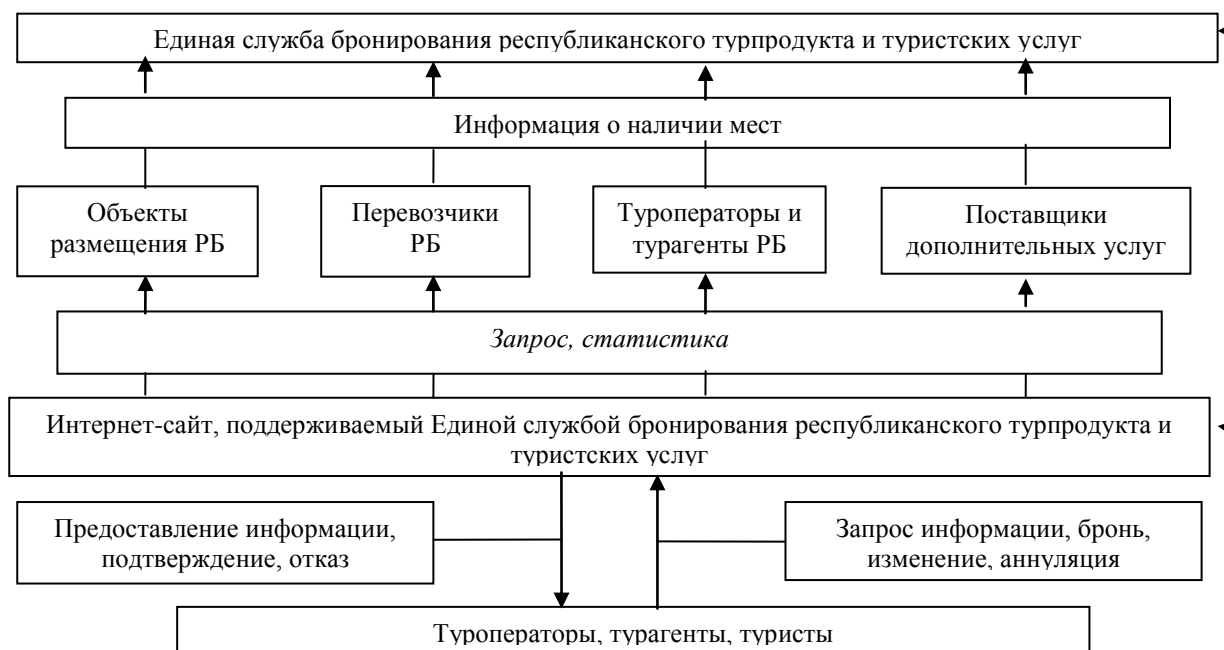 Единая служба бронирования республиканского турпродукта и туристских услуг
Информация о наличии мест
Объекты
размещения РБ
Перевозчики
РБ
Туроператоры и
турагенты РБ
Поставщики
дополнительных услуг
Запрос, статистика
Интернет-сайт, поддерживаемый Единой службой бронирования республиканского турпродукта и
туристских услуг
Предоставление информации,
подтверждение, отказ
Запрос информации, бронь,
изменение, аннуляция
Туроператоры, турагенты, туристы